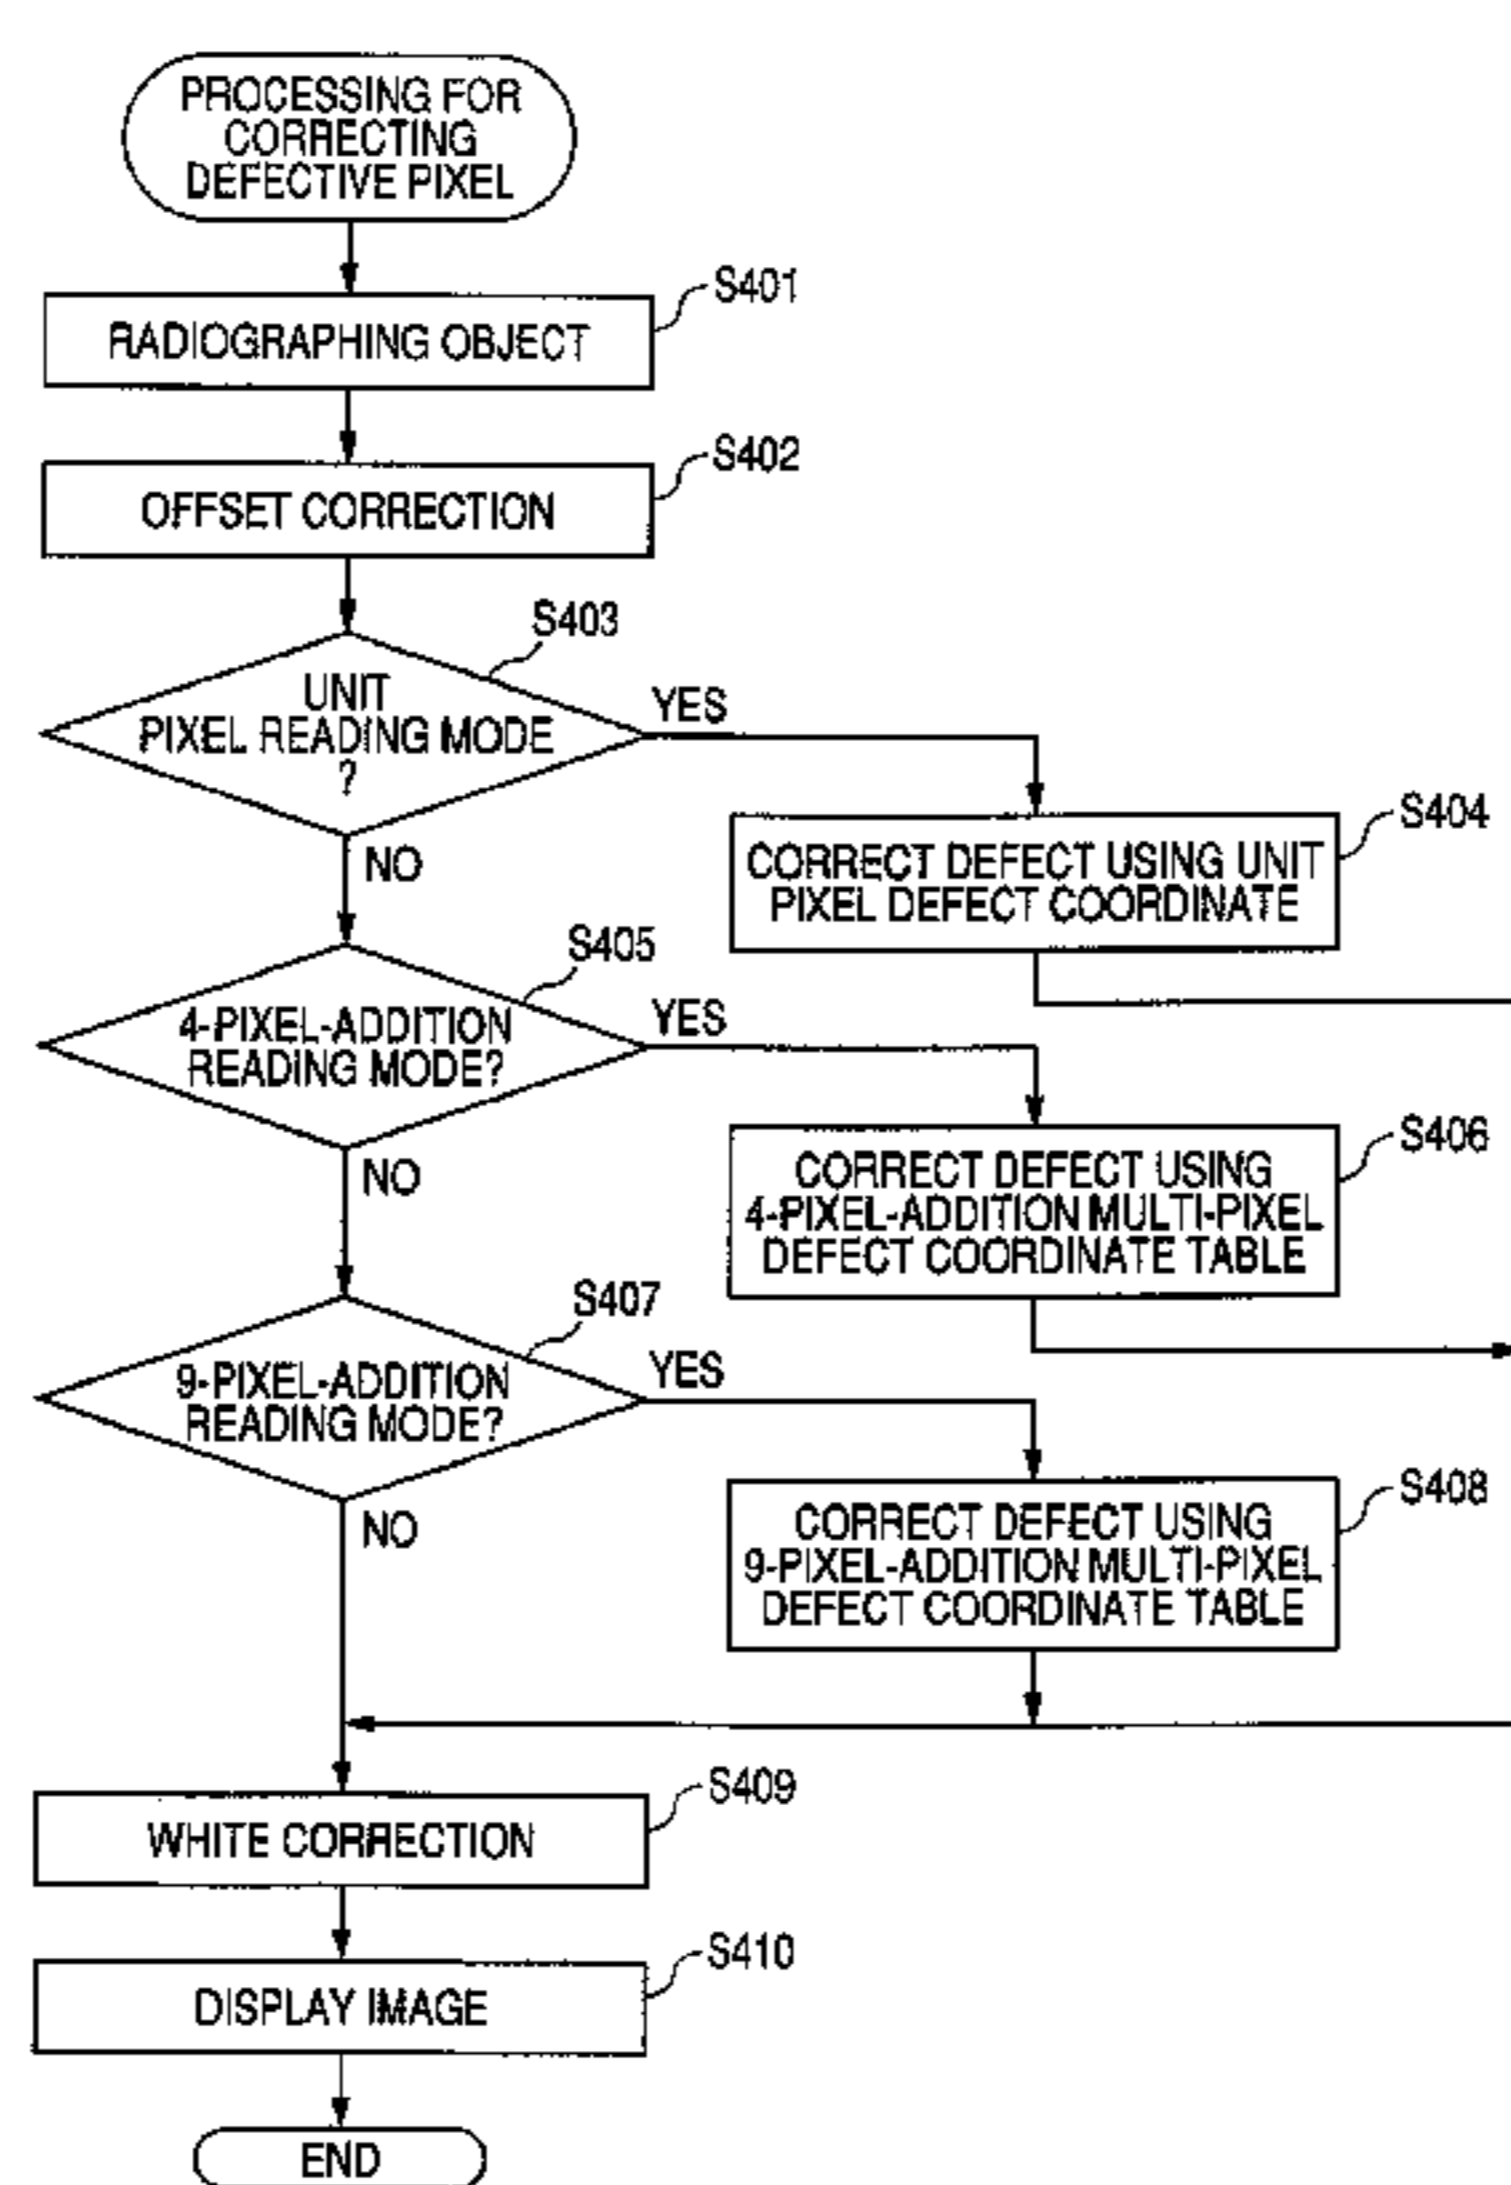 PROCESSING FOR
CORRECTING
DEFECTIVE PIXEL
S401
RADIOGRAPHING OBJECT
S402
OFFSET CORRECTION
S403
UNIT
PIXEL READING MODE
?
YES
NO
S404
CORRECT DEFECT USING UNIT
PIXEL DEFECT COORDINATE
S405
4-PIXEL-ADDITION
READING MODE?
YES
NO
S406
CORRECT DEFECT USING
4-PIXEL-ADDITION MULTI-PIXEL
DEFECT COORDINATE TABLE
S407
9-PIXEL-ADDITION
READING MODE?
YES
NO
S408
CORRECT DEFECT USING
9-PIXEL-ADDITION MULTI-PIXEL
DEFECT COORDINATE TABLE
S409
WHITE CORRECTION
S410
DISPLAY IMAGE
END